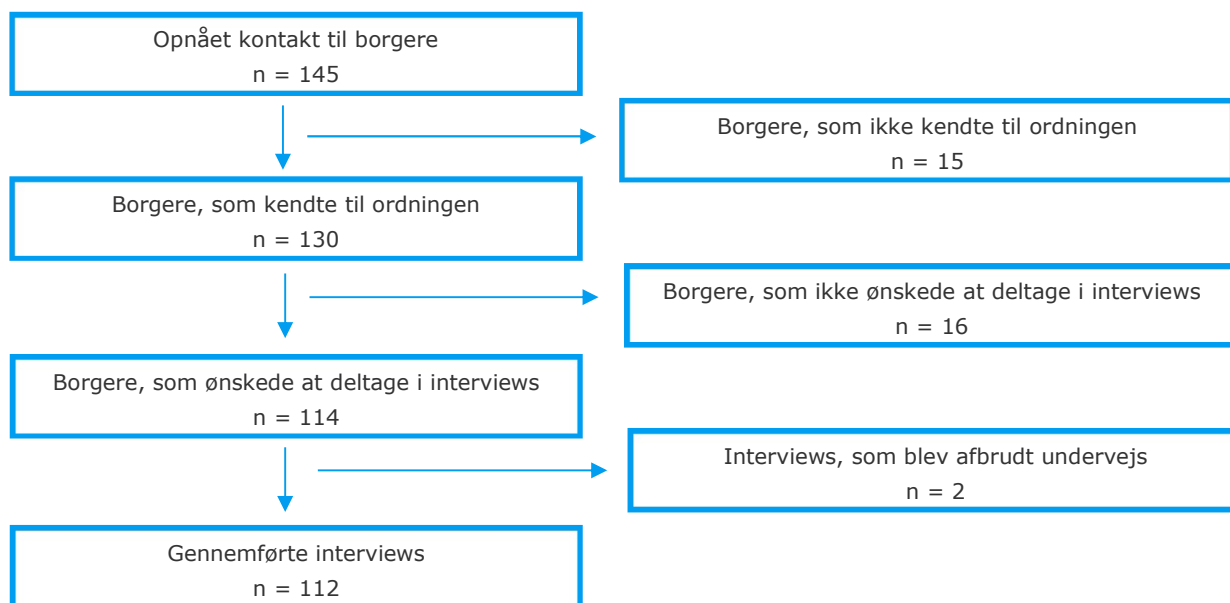 Opnået kontakt til borgere
n = 145
Borgere, som ikke kendte til ordningen
n = 15
Borgere, som kendte til ordningen
n = 130
Borgere, som ikke ønskede at deltage i interviews
n = 16
Borgere, som ønskede at deltage i interviews
n = 114
Interviews, som blev afbrudt undervejs
n = 2
Gennemførte interviews
n = 112